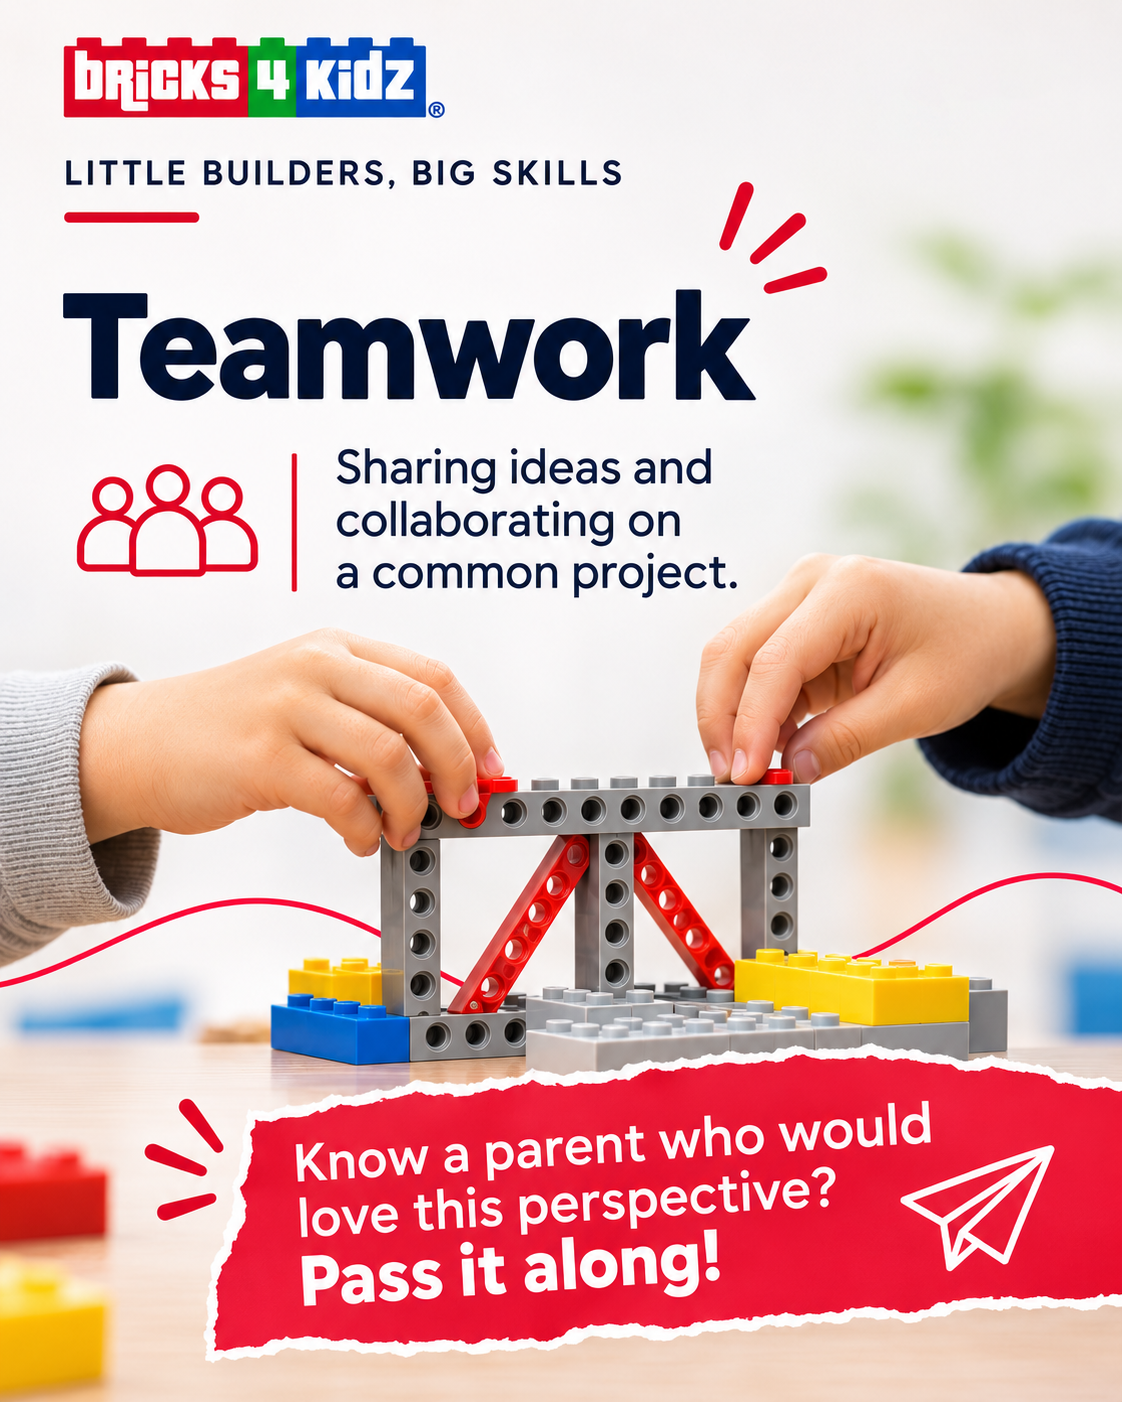 bricks 4 kidz®
LITTLE BUILDERS, BIG SKILLS
Teamwork
Sharing ideas and
collaborating on
a common project.
Know a parent who would
love this perspective?
Pass it along!